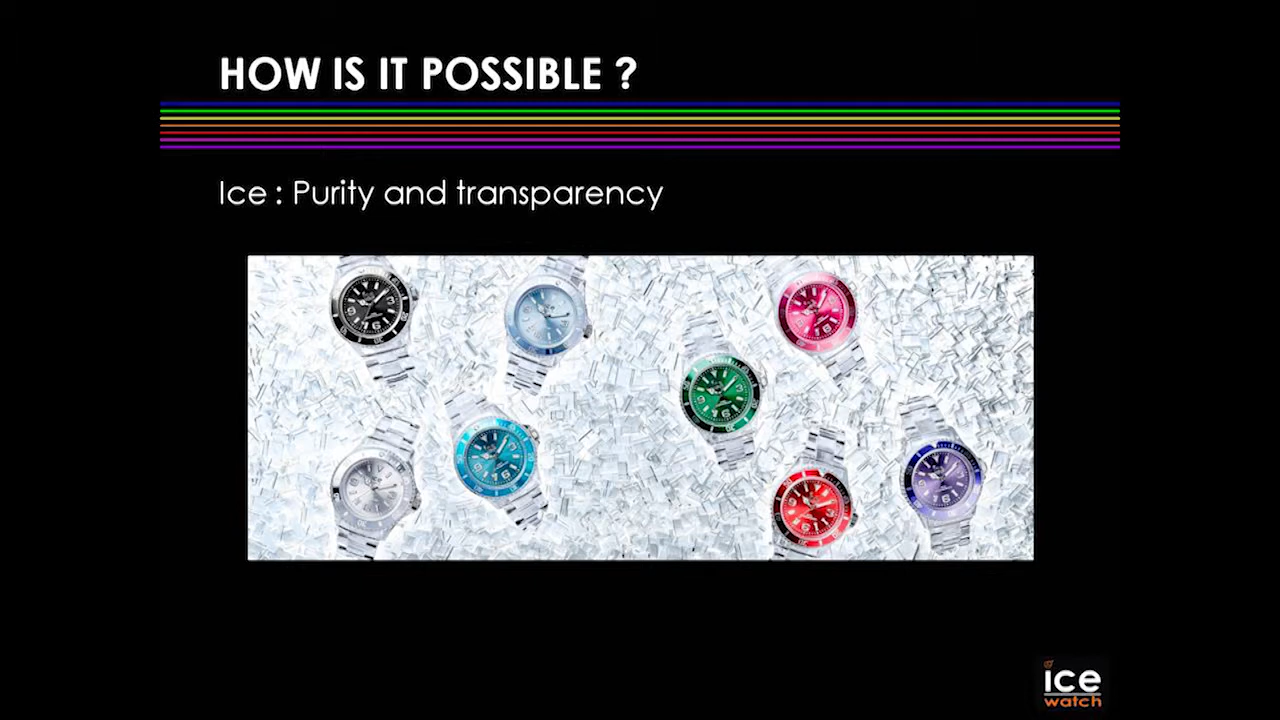 HOW IS IT POSSIBLE ?
Ice : Purity and transparency
ice
watch